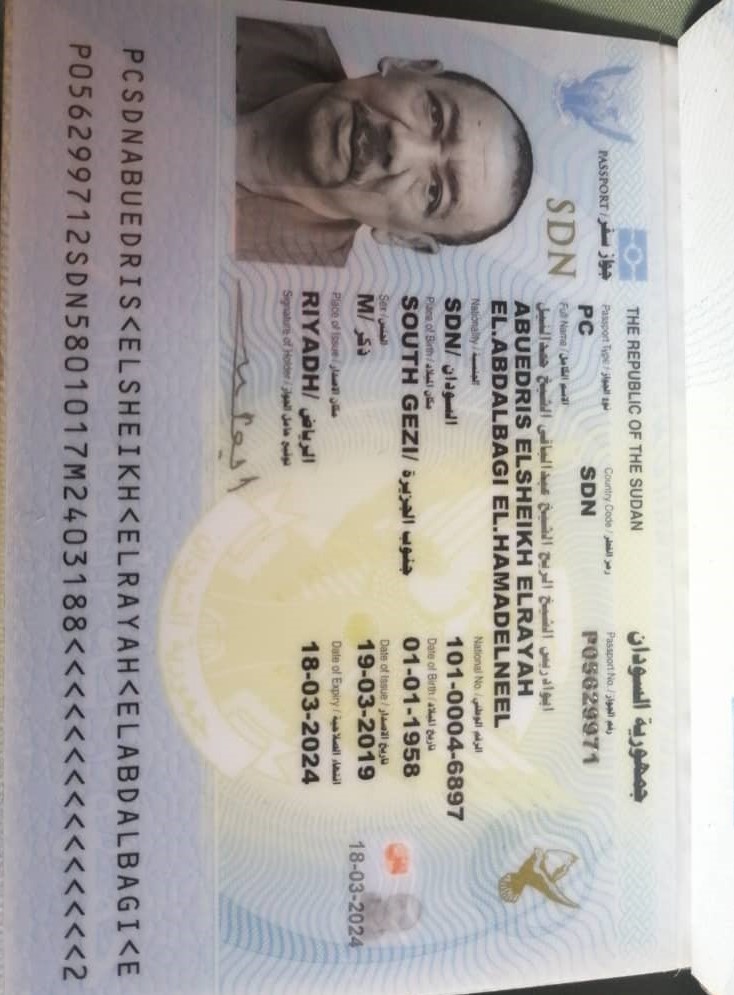 THE REPUBLIC OF THE SUDAN جمهورية السودان
PASSPORT / جواز سفر
SDN
Passport Type / نوع الجواز Country Code / رمز القطر Passport No. / رقم الجواز
PC SDN P05629971
Full Name / الاسم الكامل
ابوادريس الشيخ الريح الشيخ عبدالباقى الشيخ حمدالنيل
ABUEDRIS ELSHEIKH ELRAYAH
EL.ABDALBAGI EL.HAMADELNEEL
Nationality / الجنسية National No. / الرقم الوطني
SDN/ السودان 101-0004-6897
Place of Birth / مكان الميلاد Date of Birth / تاريخ الميلاد
SOUTH GEZI/ جنوب الجزيرة 01-01-1958
Sex / الجنس Date of Issue / تاريخ الاصدار
M/ ذكر 19-03-2019
18-03-2024
Place of Issue / مكان الاصدار Date of Expiry / انتهاء الصلاحية
RIYADH/ الرياض 18-03-2024
Signature of Holder / توقيع حامل الجواز
جمهورية السودان
PCSDNABUEDRIS<ELSHEIKH<ELRAYAH<ELABDALBAGI<E
P056299712SDN5801017M2403188<<<<<<<<<<<<<<<2